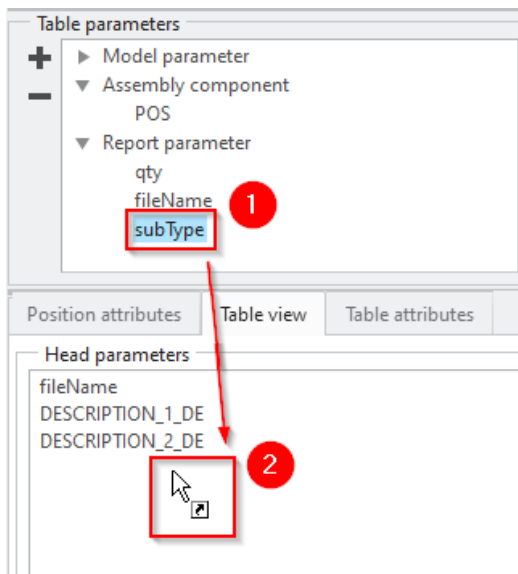 Table parameters
Model parameter
Assembly component
POS
Report parameter
qty
fileName
1
subType
Position attributes
Table view
Table attributes
Head parameters
fileName
DESCRIPTION_1_DE
DESCRIPTION_2_DE
2